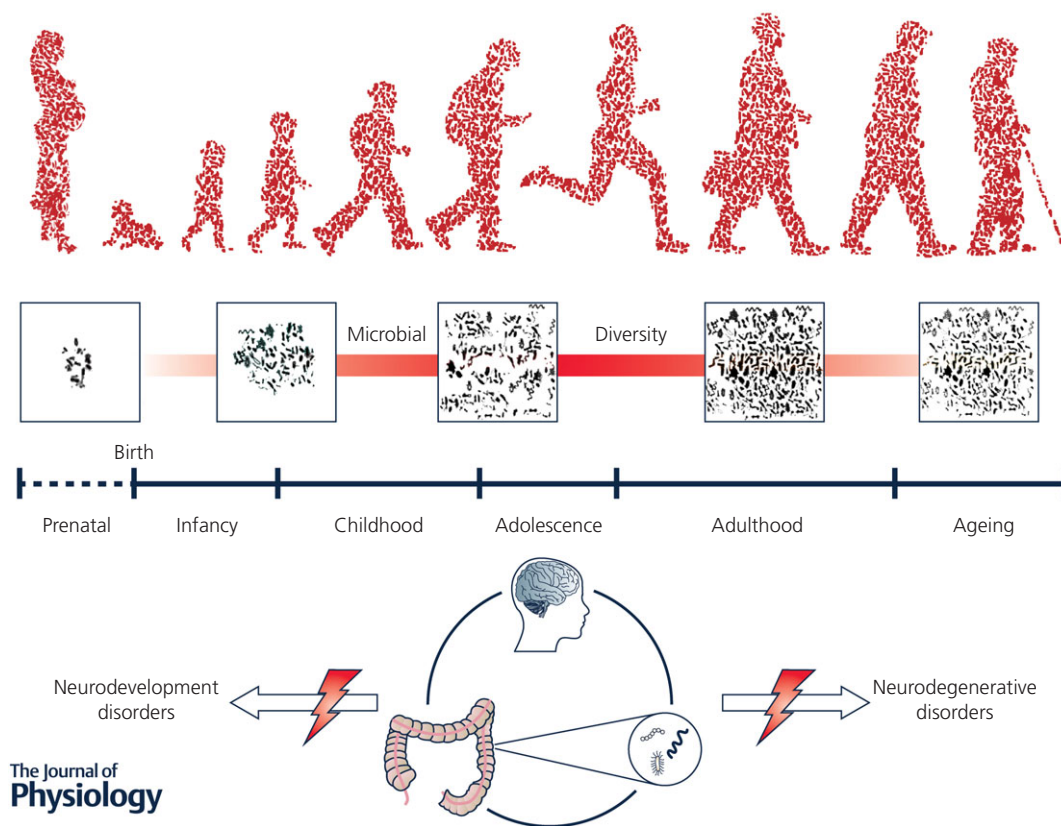 Microbial
Diversity
Birth
Prenatal
Infancy
Childhood
Adolescence
Adulthood
Ageing
Neurodevelopment
disorders
Neurodegenerative
disorders
The Journal of
Physiology